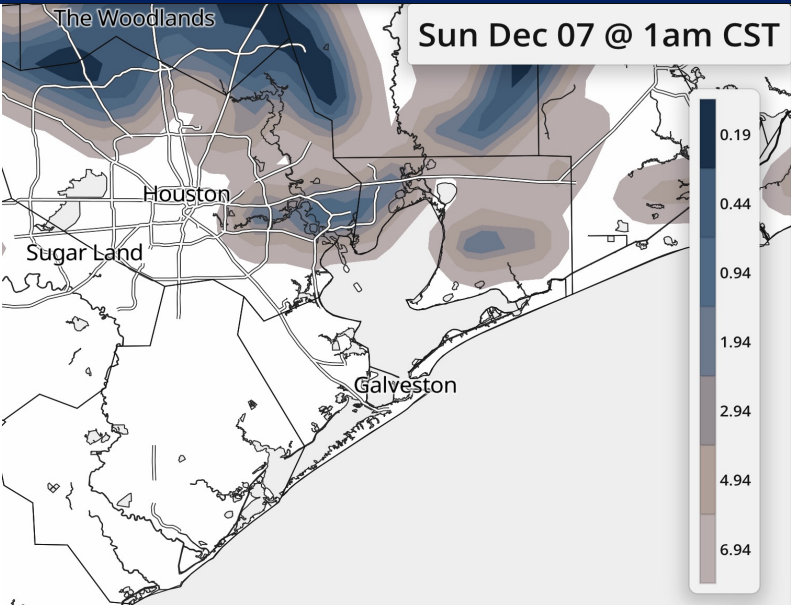 The Woodlands
Sun Dec 07 @ 1am CST
0.19
0.44
Houston
Sugar Land
0.94
1.94
Galveston
2.94
4.94
6.94